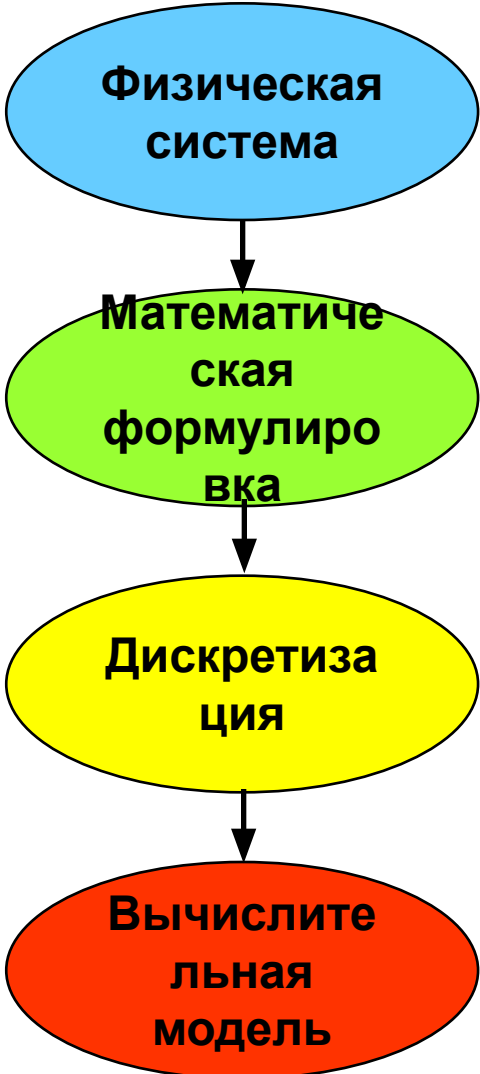 Физическая
система
Математиче
ская
формулиро
вка
Дискретиза
ция
Вычислите
льная
модель